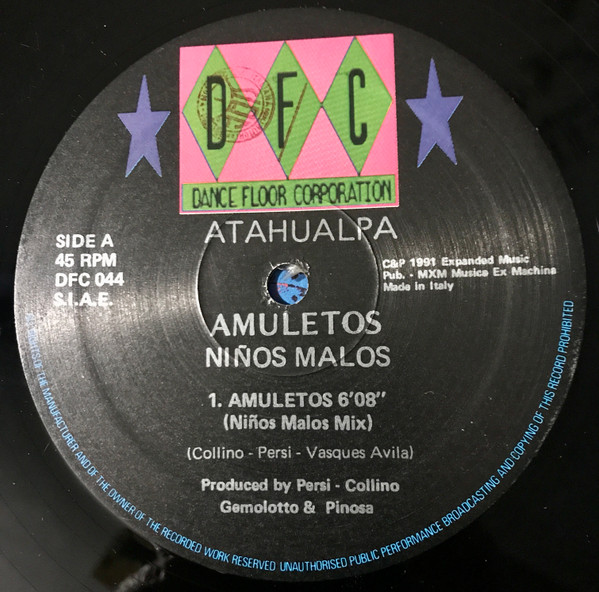 DFC
DANCE FLOOR CORPORATION
ATAHUALPA
SIDE A
45 RPM
DFC 044
S.I.A.E.
C&P 1991 Expanded Music
Pub. - MXM Musica Ex Machina
Made in Italy
AMULETOS
NIÑOS MALOS
1. AMULETOS 6'08"
(Niños Malos Mix)
(Collino - Persi - Vasques Avila)
Produced by Persi - Collino
Gemolotto & Pinosa
ALL RIGHTS OF THE MANUFACTURER AND OF THE OWNER OF THE RECORDED WORK RESERVED UNAUTHORISED PUBLIC PERFORMANCE BROADCASTING AND COPYING OF THIS RECORD PROHIBITED